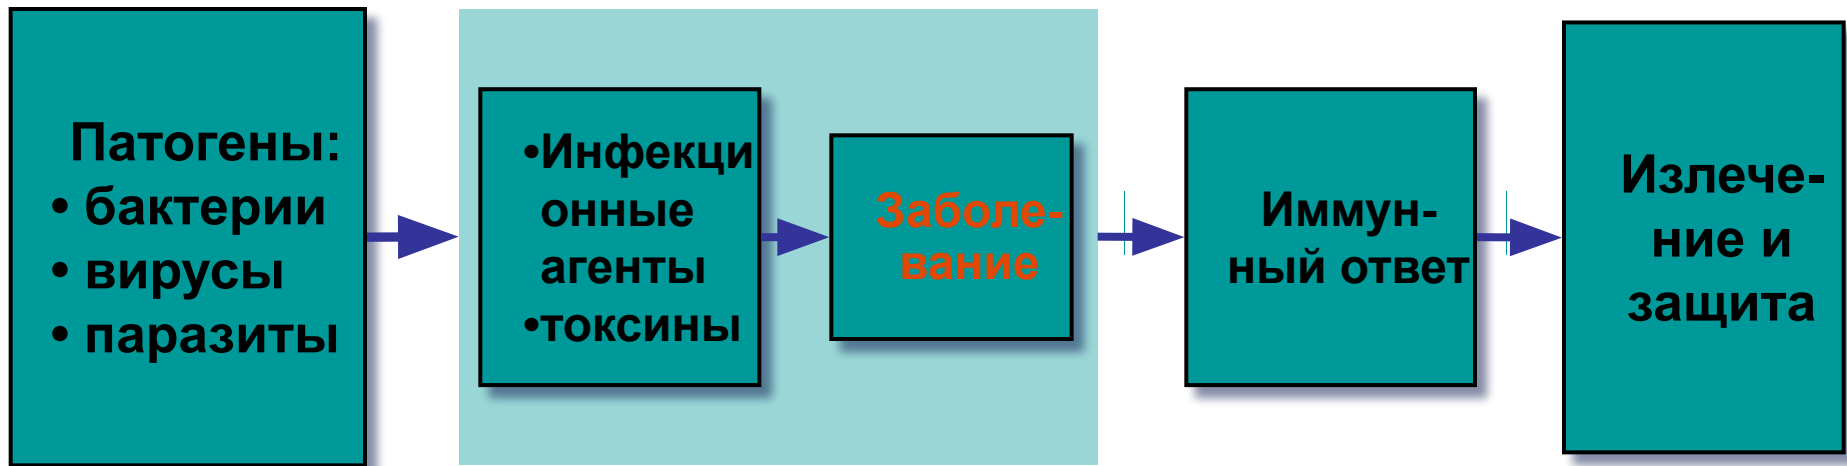 Патогены:
• бактерии
• вирусы
• паразиты
•Инфекци
онные
агенты
•токсины
Заболе-
вание
Иммун-
ный ответ
Излече-
ние и
защита